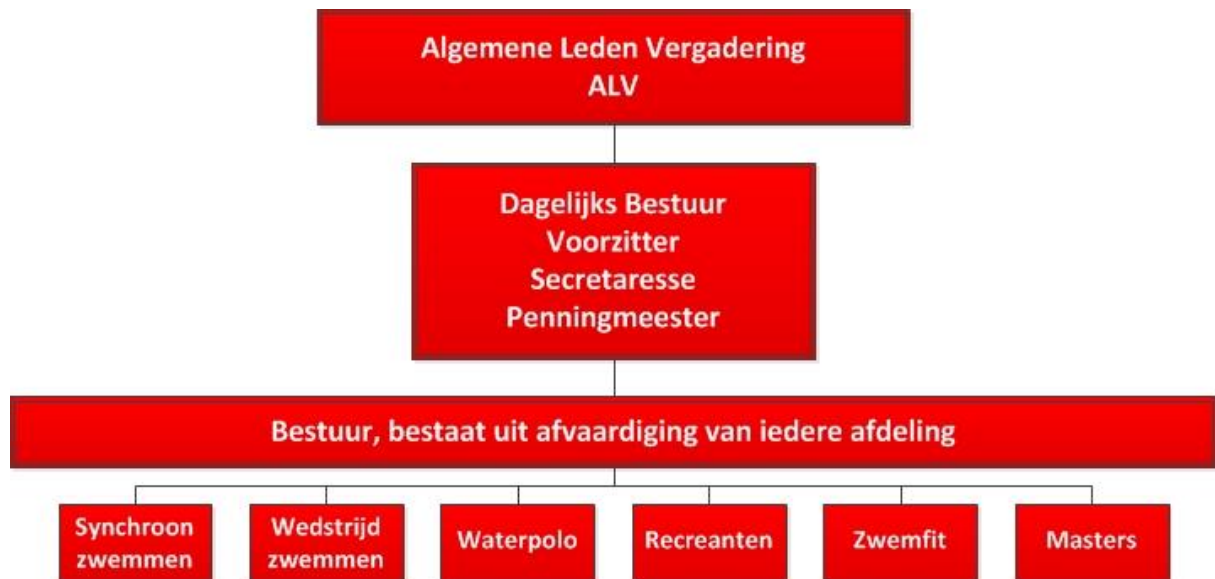 Algemene Leden Vergadering
ALV
Dagelijks Bestuur
Voorzitter
Secretaresse
Penningmeester
Bestuur, bestaat uit afvaardiging van iedere afdeling
Synchroon
zwemmen
Wedstrijd
zwemmen
Waterpolo
Recreanten
Zwemfit
Masters